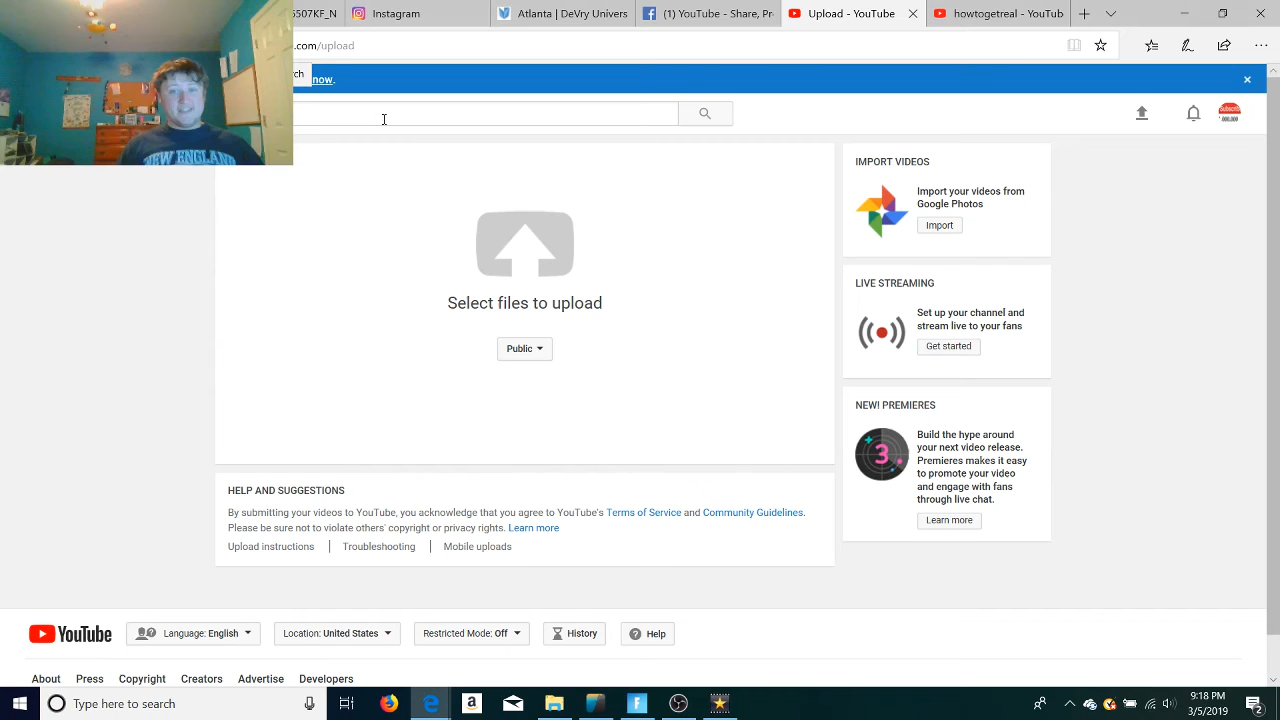 5507KF_N
Instagram
Atlanta | DeVry Univers
(1) YouTube - Share, Pr
Upload - YouTube
howtogetreal - YouTub
.com/upload
now.
NEW ENGLAND
Subscribe
Select files to upload
Public
IMPORT VIDEOS
Import your videos from
Google Photos
Import
LIVE STREAMING
Set up your channel and
stream live to your fans
Get started
NEW! PREMIERES
3
Build the hype around
your next video release.
Premieres makes it easy
to promote your video
and engage with fans
through live chat.
Learn more
HELP AND SUGGESTIONS
By submitting your videos to YouTube, you acknowledge that you agree to YouTube's Terms of Service and Community Guidelines.
Please be sure not to violate others' copyright or privacy rights. Learn more
Upload instructions | Troubleshooting | Mobile uploads
YouTube
Language: English
Location: United States
Restricted Mode: Off
History
Help
About Press Copyright Creators Advertise Developers
Type here to search
9:18 PM
3/5/2019
2